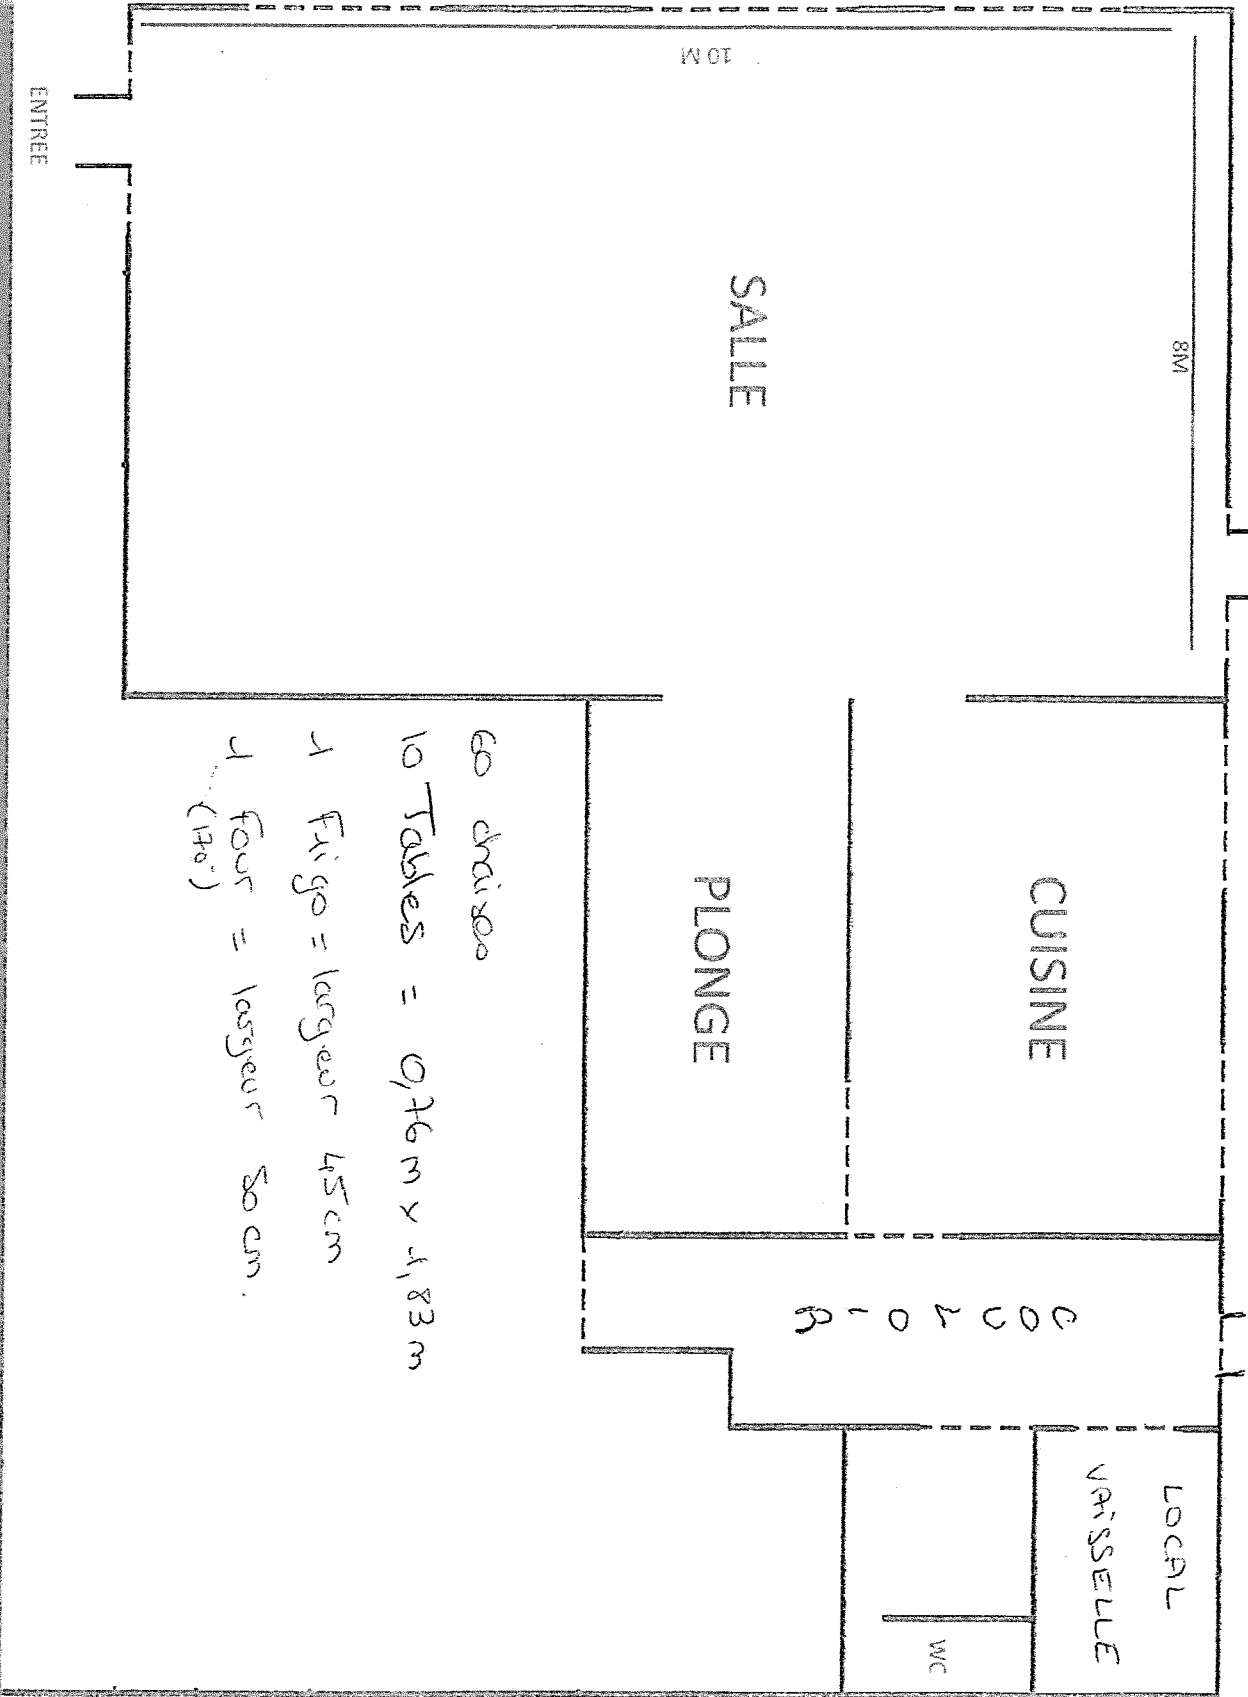 LOCAL
VAISSELLE
8M
CUISINE
COULOIR
WC
SALLE
10 M
PLONGE
60 chaises
10 Tables = 0,76 m x 1,83 m
1 Frigo = largeur 45 cm
1 Four = largeur 80 cm.
(170°)
ENTREE